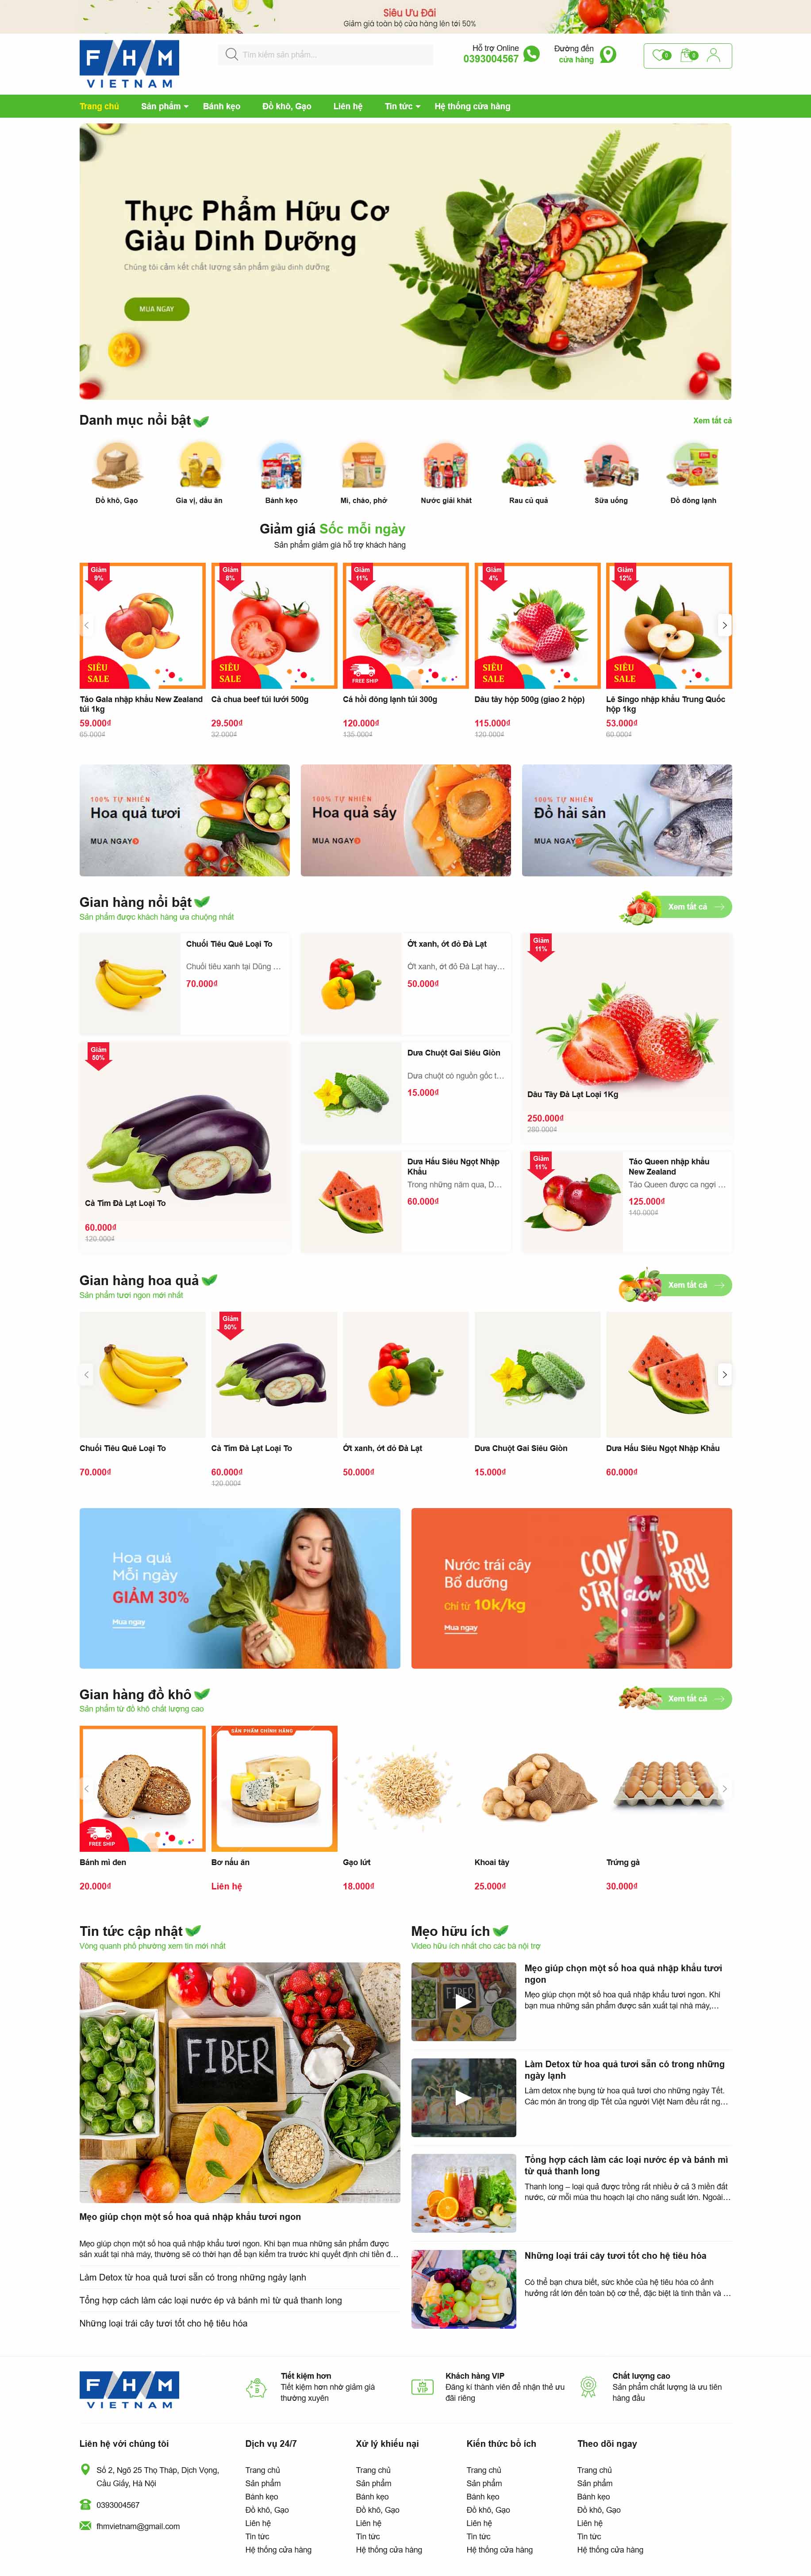 Siêu Ưu Đãi
Giảm giá toàn bộ cửa hàng lên tới 50%
FHM
VIETNAM
Tìm kiếm sản phẩm...
Hỗ trợ Online
0393004567
Đường đến
cửa hàng
0
0
Trang chủ
Sản phẩm
Bánh kẹo
Đồ khô, Gạo
Liên hệ
Tin tức
Hệ thống cửa hàng
Thực Phẩm Hữu Cơ
Giàu Dinh Dưỡng
Chúng tôi cam kết chất lượng sản phẩm giàu dinh dưỡng
MUA NGAY
Danh mục nổi bật
Xem tất cả
Đồ khô, Gạo
Gia vị, dầu ăn
Bánh kẹo
Mì, cháo, phở
Nước giải khát
Rau củ quả
Sữa uống
Đồ đông lạnh
Giảm giá Sốc mỗi ngày
Sản phẩm giảm giá hỗ trợ khách hàng
Giảm 9%
SIÊU SALE
Táo Gala nhập khẩu New Zealand túi 1kg
59.000₫
65.000₫
Giảm 8%
SIÊU SALE
Cà chua beef túi lưới 500g
29.500₫
32.000₫
Giảm 11%
FREE SHIP
Cá hồi đông lạnh túi 300g
120.000₫
135.000₫
Giảm 4%
SIÊU SALE
Dâu tây hộp 500g (giao 2 hộp)
115.000₫
120.000₫
Giảm 12%
SIÊU SALE
Lê Singo nhập khẩu Trung Quốc hộp 1kg
53.000₫
60.000₫
100% TỰ NHIÊN
Hoa quả tươi
MUA NGAY
100% TỰ NHIÊN
Hoa quả sấy
MUA NGAY
100% TỰ NHIÊN
Đồ hải sản
MUA NGAY
Gian hàng nổi bật
Sản phẩm được khách hàng ưa chuộng nhất
Xem tất cả
Chuối Tiêu Quê Loại To
Chuối tiêu xanh tại Dũng ...
70.000₫
Ớt xanh, ớt đỏ Đà Lạt
Ớt xanh, ớt đỏ Đà Lạt hay...
50.000₫
Giảm 11%
Dâu Tây Đà Lạt Loại 1Kg
250.000₫
280.000₫
Giảm 50%
Cà Tím Đà Lạt Loại To
60.000₫
120.000₫
Dưa Chuột Gai Siêu Giòn
Dưa chuột có nguồn gốc t...
15.000₫
Dưa Hấu Siêu Ngọt Nhập Khẩu
Trong những năm qua, D...
60.000₫
Giảm 11%
Táo Queen nhập khẩu New Zealand
Táo Queen được ca ngợi ...
125.000₫
140.000₫
Gian hàng hoa quả
Sản phẩm tươi ngon mới nhất
Xem tất cả
Chuối Tiêu Quê Loại To
70.000₫
Giảm 50%
Cà Tím Đà Lạt Loại To
60.000₫
120.000₫
Ớt xanh, ớt đỏ Đà Lạt
50.000₫
Dưa Chuột Gai Siêu Giòn
15.000₫
Dưa Hấu Siêu Ngọt Nhập Khẩu
60.000₫
Hoa quả
Mỗi ngày
GIẢM 30%
Mua ngay
Nước trái cây
Bổ dưỡng
Chỉ từ 10k/kg
Mua ngay
GLOW
Gian hàng đồ khô
Sản phẩm từ đồ khô chất lượng cao
Xem tất cả
FREE SHIP
Bánh mì đen
20.000₫
SẢN PHẨM CHÍNH HÃNG
Bơ nấu ăn
Liên hệ
Gạo lứt
18.000₫
Khoai tây
25.000₫
Trứng gà
30.000₫
Tin tức cập nhật
Vòng quanh phố phường xem tin mới nhất
FIBER
Mẹo giúp chọn một số hoa quả nhập khẩu tươi ngon
Mẹo giúp chọn một số hoa quả nhập khẩu tươi ngon. Khi bạn mua những sản phẩm được
sản xuất tại nhà máy, thường sẽ có thời hạn để bạn kiểm tra trước khi quyết định chi tiền đ...
Làm Detox từ hoa quả tươi sẵn có trong những ngày lạnh
Tổng hợp cách làm các loại nước ép và bánh mì từ quả thanh long
Những loại trái cây tươi tốt cho hệ tiêu hóa
Mẹo hữu ích
Video hữu ích nhất cho các bà nội trợ
FIBER
Mẹo giúp chọn một số hoa quả nhập khẩu tươi
ngon
Mẹo giúp chọn một số hoa quả nhập khẩu tươi ngon. Khi
bạn mua những sản phẩm được sản xuất tại nhà máy,...
Làm Detox từ hoa quả tươi sẵn có trong những
ngày lạnh
Làm detox nhẹ bụng từ hoa quả tươi cho những ngày Tết.
Các món ăn trong dịp Tết của người Việt Nam đều rất ng...
Tổng hợp cách làm các loại nước ép và bánh mì
từ quả thanh long
Thanh long – loại quả được trồng rất nhiều ở cả 3 miền đất
nước, cứ mỗi mùa thu hoạch lại cho năng suất lớn. Ngoài...
Những loại trái cây tươi tốt cho hệ tiêu hóa
Có thể bạn chưa biết, sức khỏe của hệ tiêu hóa có ảnh
hưởng rất lớn đến toàn bộ cơ thể, đặc biệt là tinh thần và ...
FHM
VIETNAM
Tiết kiệm hơn
Tiết kiệm hơn nhờ giảm giá
thường xuyên
VIP
Khách hàng VIP
Đăng kí thành viên để nhận thẻ ưu
đãi riêng
Chất lượng cao
Sản phẩm chất lượng là ưu tiên
hàng đầu
Liên hệ với chúng tôi
Số 2, Ngõ 25 Thọ Tháp, Dịch Vọng,
Cầu Giấy, Hà Nội
0393004567
fhmvietnam@gmail.com
Dịch vụ 24/7
Trang chủ
Sản phẩm
Bánh kẹo
Đồ khô, Gạo
Liên hệ
Tin tức
Hệ thống cửa hàng
Xử lý khiếu nại
Trang chủ
Sản phẩm
Bánh kẹo
Đồ khô, Gạo
Liên hệ
Tin tức
Hệ thống cửa hàng
Kiến thức bổ ích
Trang chủ
Sản phẩm
Bánh kẹo
Đồ khô, Gạo
Liên hệ
Tin tức
Hệ thống cửa hàng
Theo dõi ngay
Trang chủ
Sản phẩm
Bánh kẹo
Đồ khô, Gạo
Liên hệ
Tin tức
Hệ thống cửa hàng